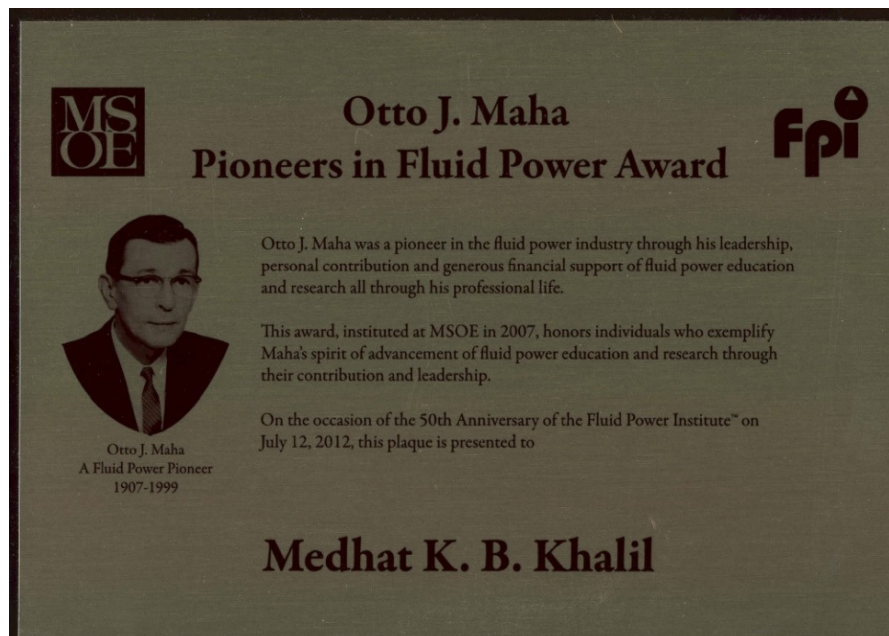 MS
OE
Otto J. Maha
Pioneers in Fluid Power Award
Fpi
Otto J. Maha was a pioneer in the fluid power industry through his leadership,
personal contribution and generous financial support of fluid power education
and research all through his professional life.
This award, instituted at MSOE in 2007, honors individuals who exemplify
Maha's spirit of advancement of fluid power education and research through
their contribution and leadership.
On the occasion of the 50th Anniversary of the Fluid Power Institute™ on
July 12, 2012, this plaque is presented to
Otto J. Maha
A Fluid Power Pioneer
1907-1999
Medhat K. B. Khalil